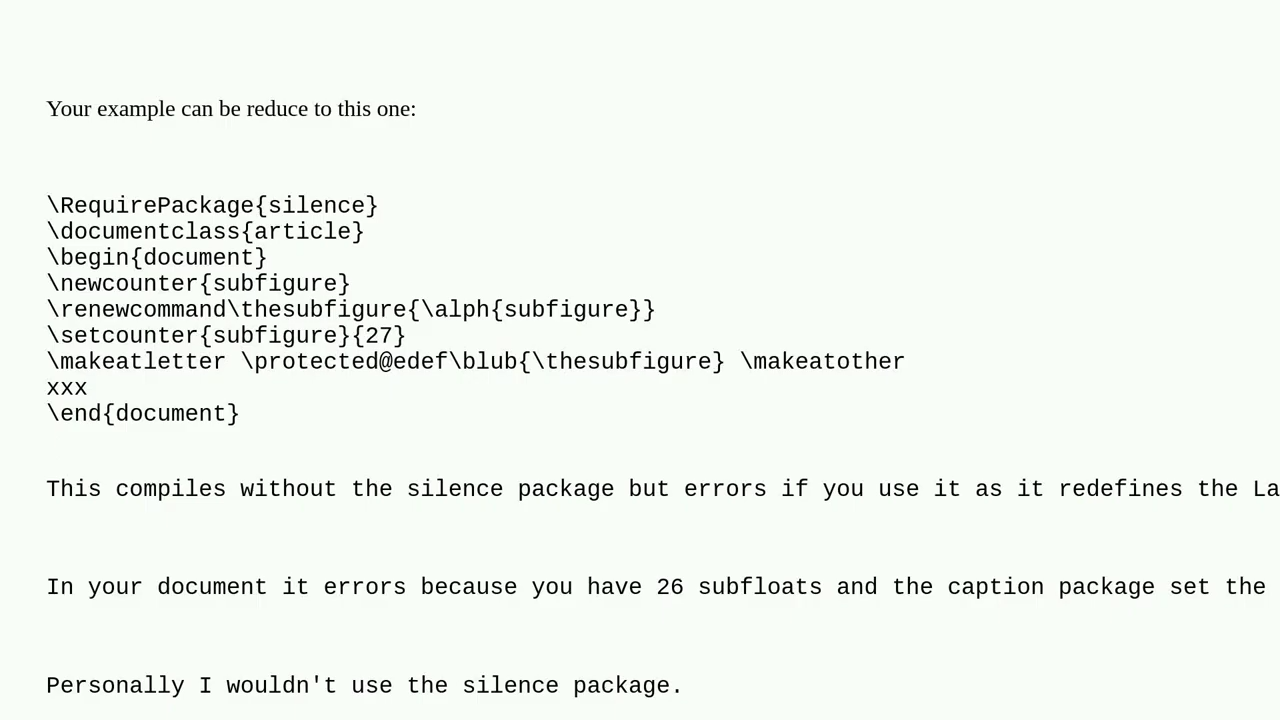 Your example can be reduce to this one:
\RequirePackage{silence}
\documentclass{article}
\begin{document}
\newcounter{subfigure}
\renewcommand\thesubfigure{\alph{subfigure}}
\setcounter{subfigure}{27}
\makeatletter \protected@edef\blub{\thesubfigure} \makeatother
xxx
\end{document}
This compiles without the silence package but errors if you use it as it redefines the La
In your document it errors because you have 26 subfloats and the caption package set the
Personally I wouldn't use the silence package.